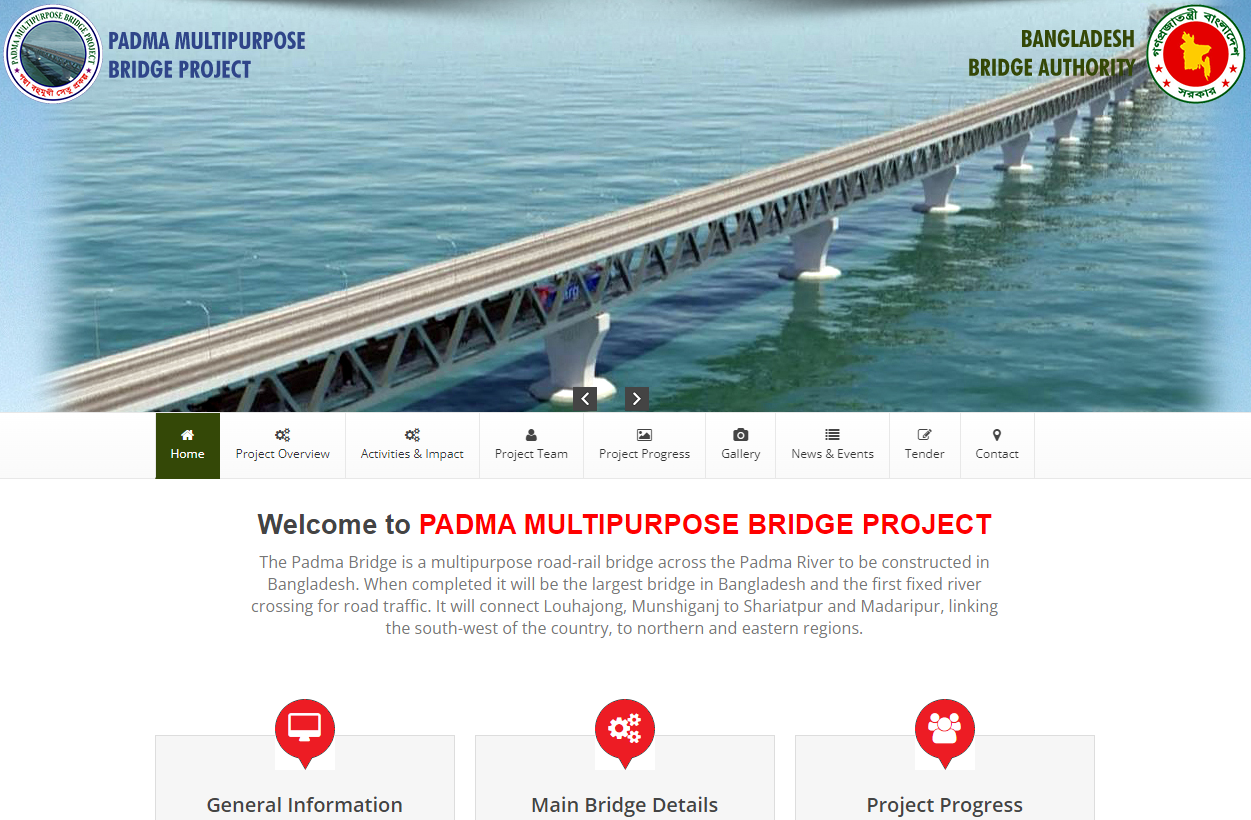 PADMA MULTIPURPOSE BRIDGE PROJECT
পদ্মা বহুমুখী সেতু প্রকল্প
PADMA MULTIPURPOSE
BRIDGE PROJECT
BANGLADESH
BRIDGE AUTHORITY
গণপ্রজাতন্ত্রী বাংলাদেশ
সরকার
Home
Project Overview
Activities & Impact
Project Team
Project Progress
Gallery
News & Events
Tender
Contact
Welcome to PADMA MULTIPURPOSE BRIDGE PROJECT
The Padma Bridge is a multipurpose road-rail bridge across the Padma River to be constructed in
Bangladesh. When completed it will be the largest bridge in Bangladesh and the first fixed river
crossing for road traffic. It will connect Louhajong, Munshiganj to Shariatpur and Madaripur, linking
the south-west of the country, to northern and eastern regions.
General Information
Main Bridge Details
Project Progress